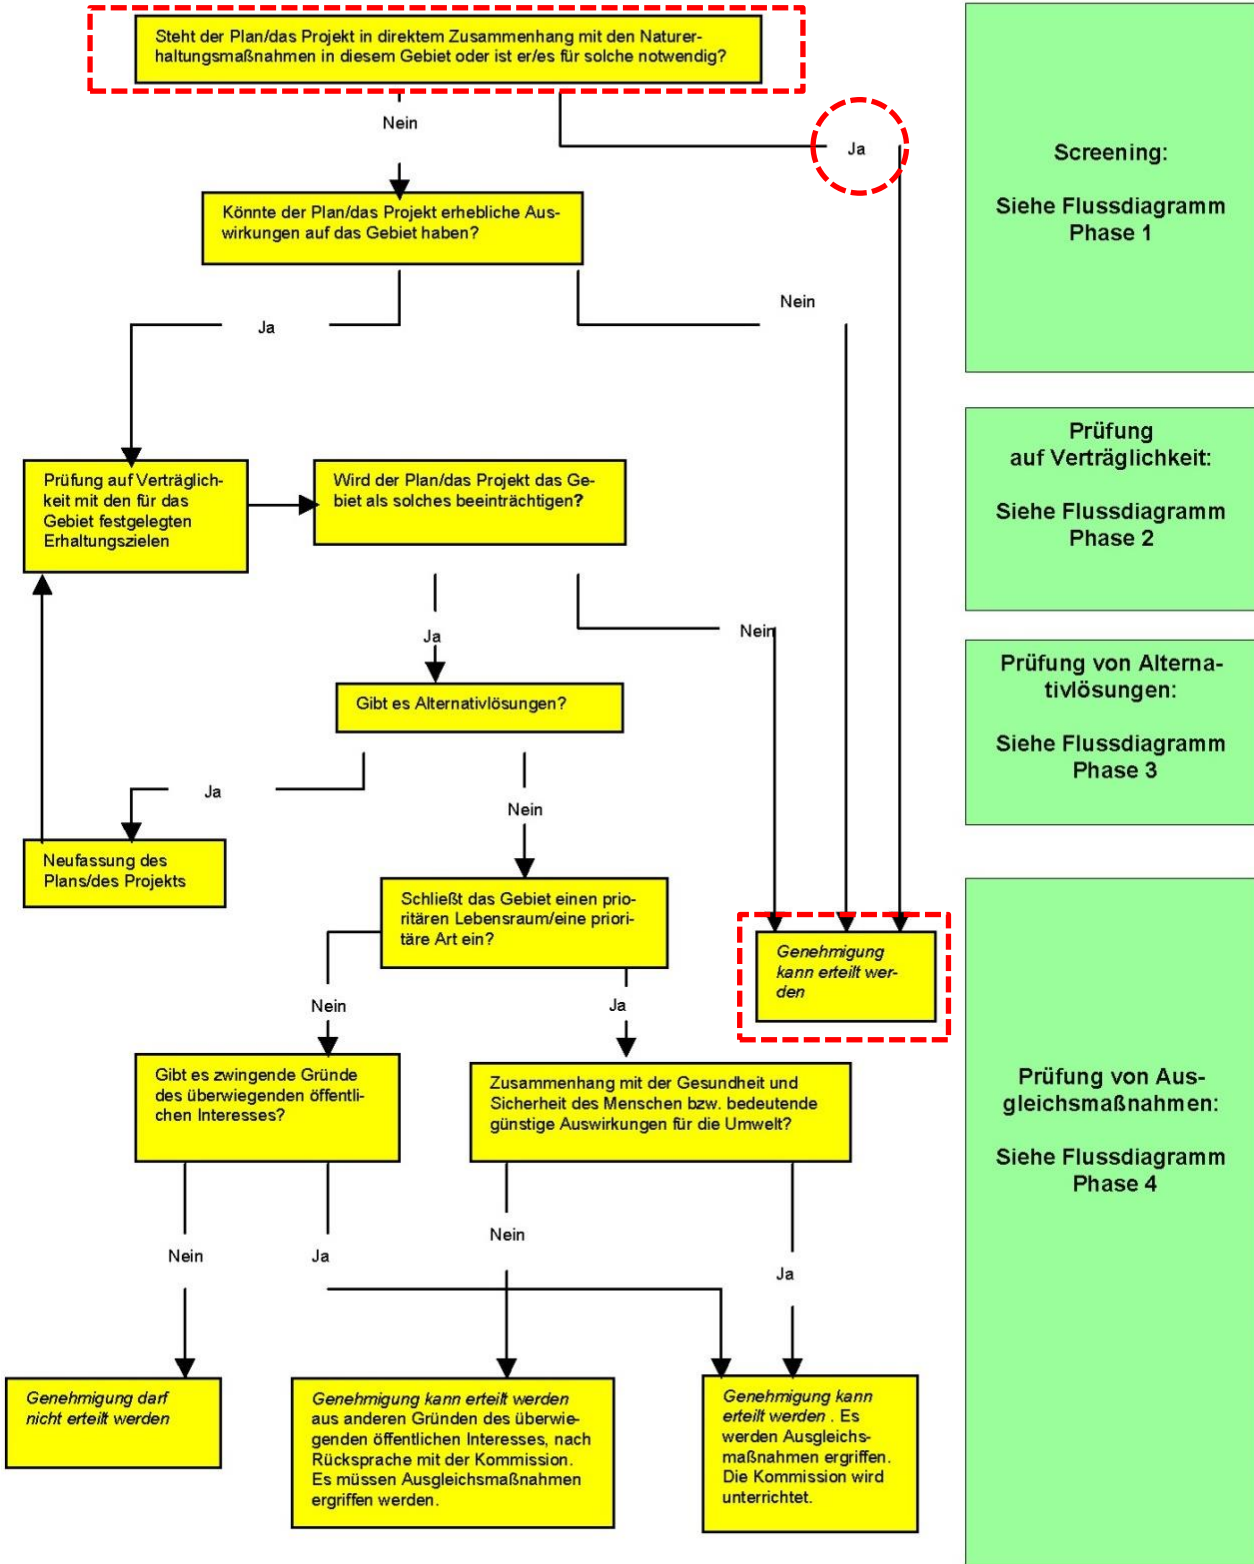 Steht der Plan/das Projekt in direktem Zusammenhang mit den Naturer-
haltungsmaßnahmen in diesem Gebiet oder ist er/es für solche notwendig?
Nein
Ja
Könnte der Plan/das Projekt erhebliche Aus-
wirkungen auf das Gebiet haben?
Ja
Nein
Prüfung auf Verträglich-
keit mit den für das
Gebiet festgelegten
Erhaltungszielen
Wird der Plan/das Projekt das Ge-
biet als solches beeinträchtigen?
Ja
Nein
Gibt es Alternativlösungen?
Ja
Nein
Neufassung des
Plans/des Projekts
Schließt das Gebiet einen prio-
ritären Lebensraum/eine priori-
täre Art ein?
Genehmigung
kann erteilt wer-
den
Nein
Ja
Gibt es zwingende Gründe
des überwiegenden öffentli-
chen Interesses?
Zusammenhang mit der Gesundheit und
Sicherheit des Menschen bzw. bedeutende
günstige Auswirkungen für die Umwelt?
Nein
Ja
Nein
Ja
Genehmigung darf
nicht erteilt werden
Genehmigung kann erteilt werden
aus anderen Gründen des überwie-
genden öffentlichen Interesses, nach
Rücksprache mit der Kommission.
Es müssen Ausgleichsmaßnahmen
ergriffen werden.
Genehmigung kann
erteilt werden . Es
werden Ausgleichs-
maßnahmen ergriffen.
Die Kommission wird
unterrichtet.
Screening:
Siehe Flussdiagramm
Phase 1
Prüfung
auf Verträglichkeit:
Siehe Flussdiagramm
Phase 2
Prüfung von Alterna-
tivlösungen:
Siehe Flussdiagramm
Phase 3
Prüfung von Aus-
gleichsmaßnahmen:
Siehe Flussdiagramm
Phase 4